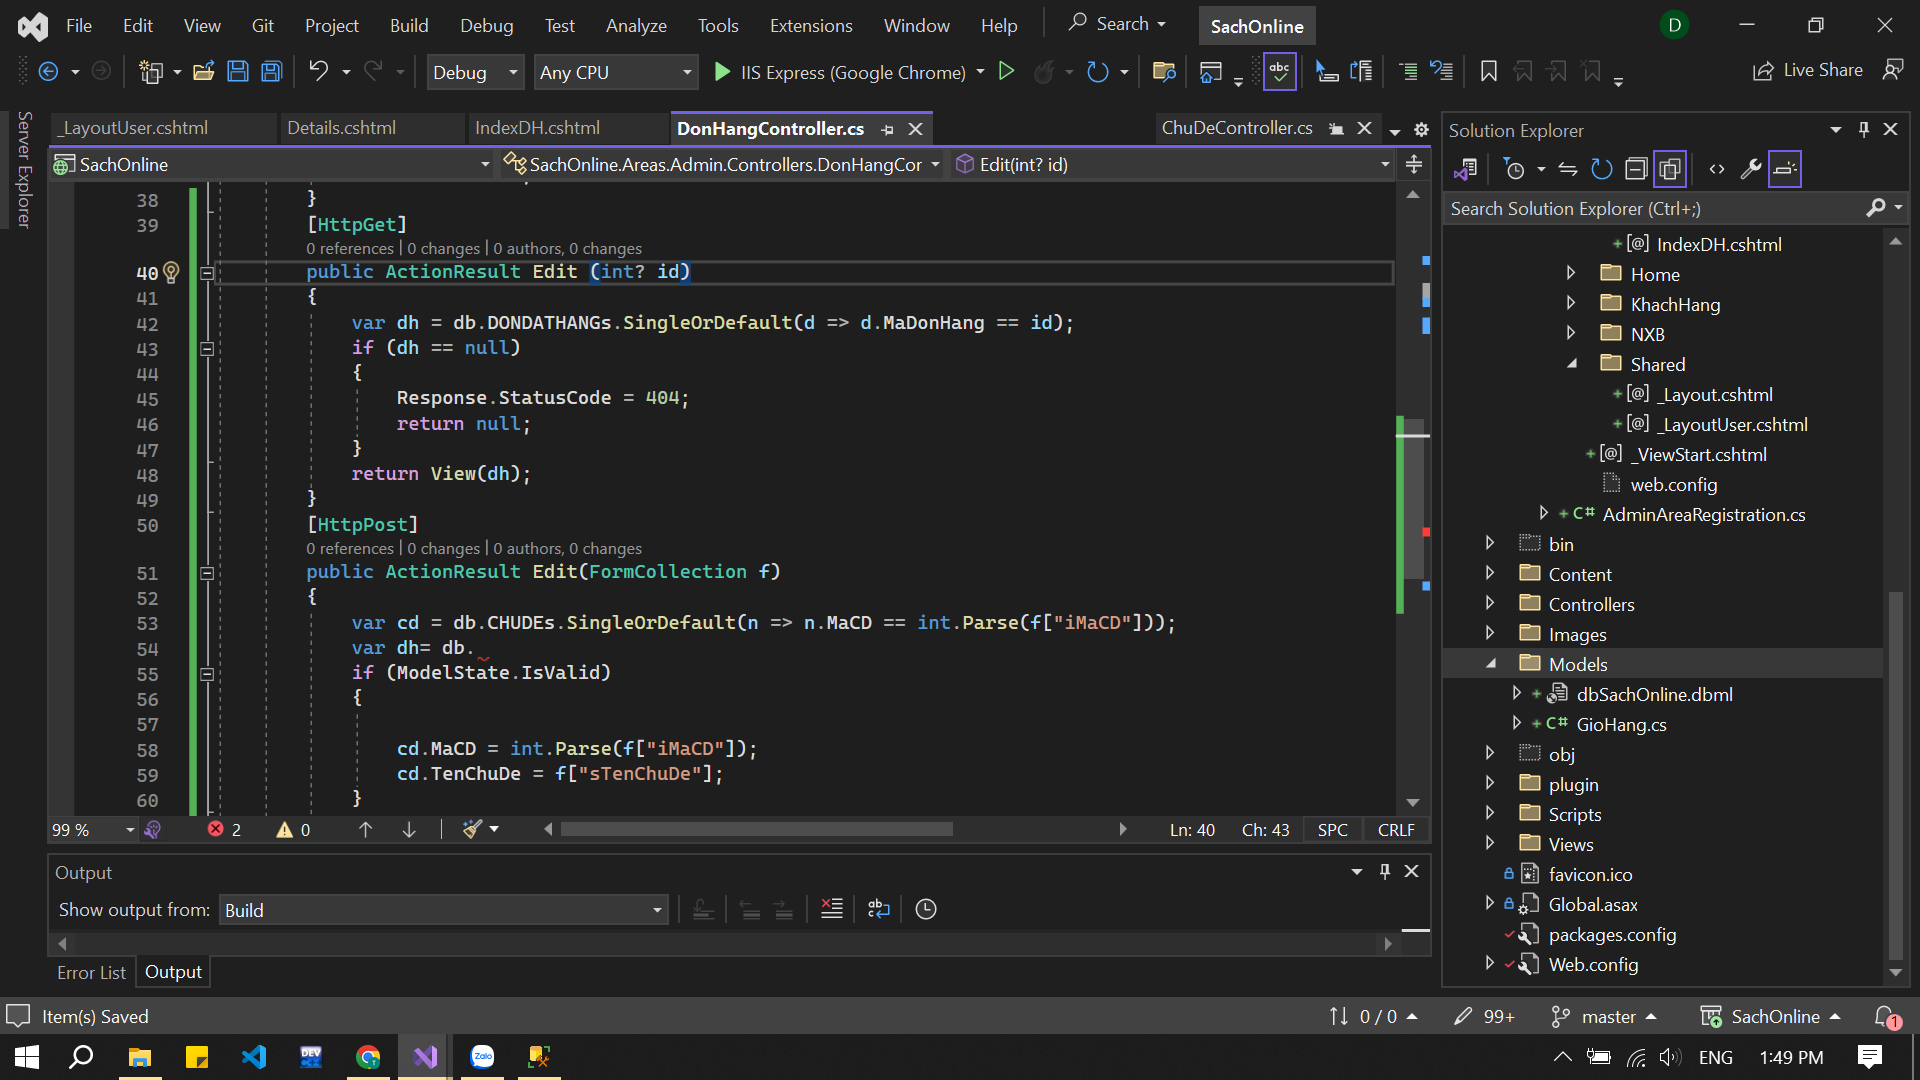 File Edit View Git Project Build Debug Test Analyze Tools Extensions Window Help Search SachOnline D
Debug Any CPU IIS Express (Google Chrome) abc Live Share
Server Explorer
_LayoutUser.cshtml Details.cshtml IndexDH.cshtml DonHangController.cs ChuDeController.cs
SachOnline SachOnline.Areas.Admin.Controllers.DonHangCor Edit(int? id)
38 }
39 [HttpGet]
0 references | 0 changes | 0 authors, 0 changes
40 public ActionResult Edit (int? id)
41 {
42 var dh = db.DONDATHANGs.SingleOrDefault(d => d.MaDonHang == id);
43 if (dh == null)
44 {
45 Response.StatusCode = 404;
46 return null;
47 }
48 return View(dh);
49 }
50 [HttpPost]
0 references | 0 changes | 0 authors, 0 changes
51 public ActionResult Edit(FormCollection f)
52 {
53 var cd = db.CHUDEs.SingleOrDefault(n => n.MaCD == int.Parse(f["iMaCD"]));
54 var dh= db.
55 if (ModelState.IsValid)
56 {
57
58 cd.MaCD = int.Parse(f["iMaCD"]);
59 cd.TenChuDe = f["sTenChuDe"];
60 }
99 % 2 0 Ln: 40 Ch: 43 SPC CRLF
Output
Show output from: Build
Error List Output
Solution Explorer
Search Solution Explorer (Ctrl+;)
IndexDH.cshtml
Home
KhachHang
NXB
Shared
_Layout.cshtml
_LayoutUser.cshtml
_ViewStart.cshtml
web.config
C# AdminAreaRegistration.cs
bin
Content
Controllers
Images
Models
dbSachOnline.dbml
C# GioHang.cs
obj
plugin
Scripts
Views
favicon.ico
Global.asax
packages.config
Web.config
Item(s) Saved 0 / 0 99+ master SachOnline 1
DEV Zalo ENG 1:49 PM